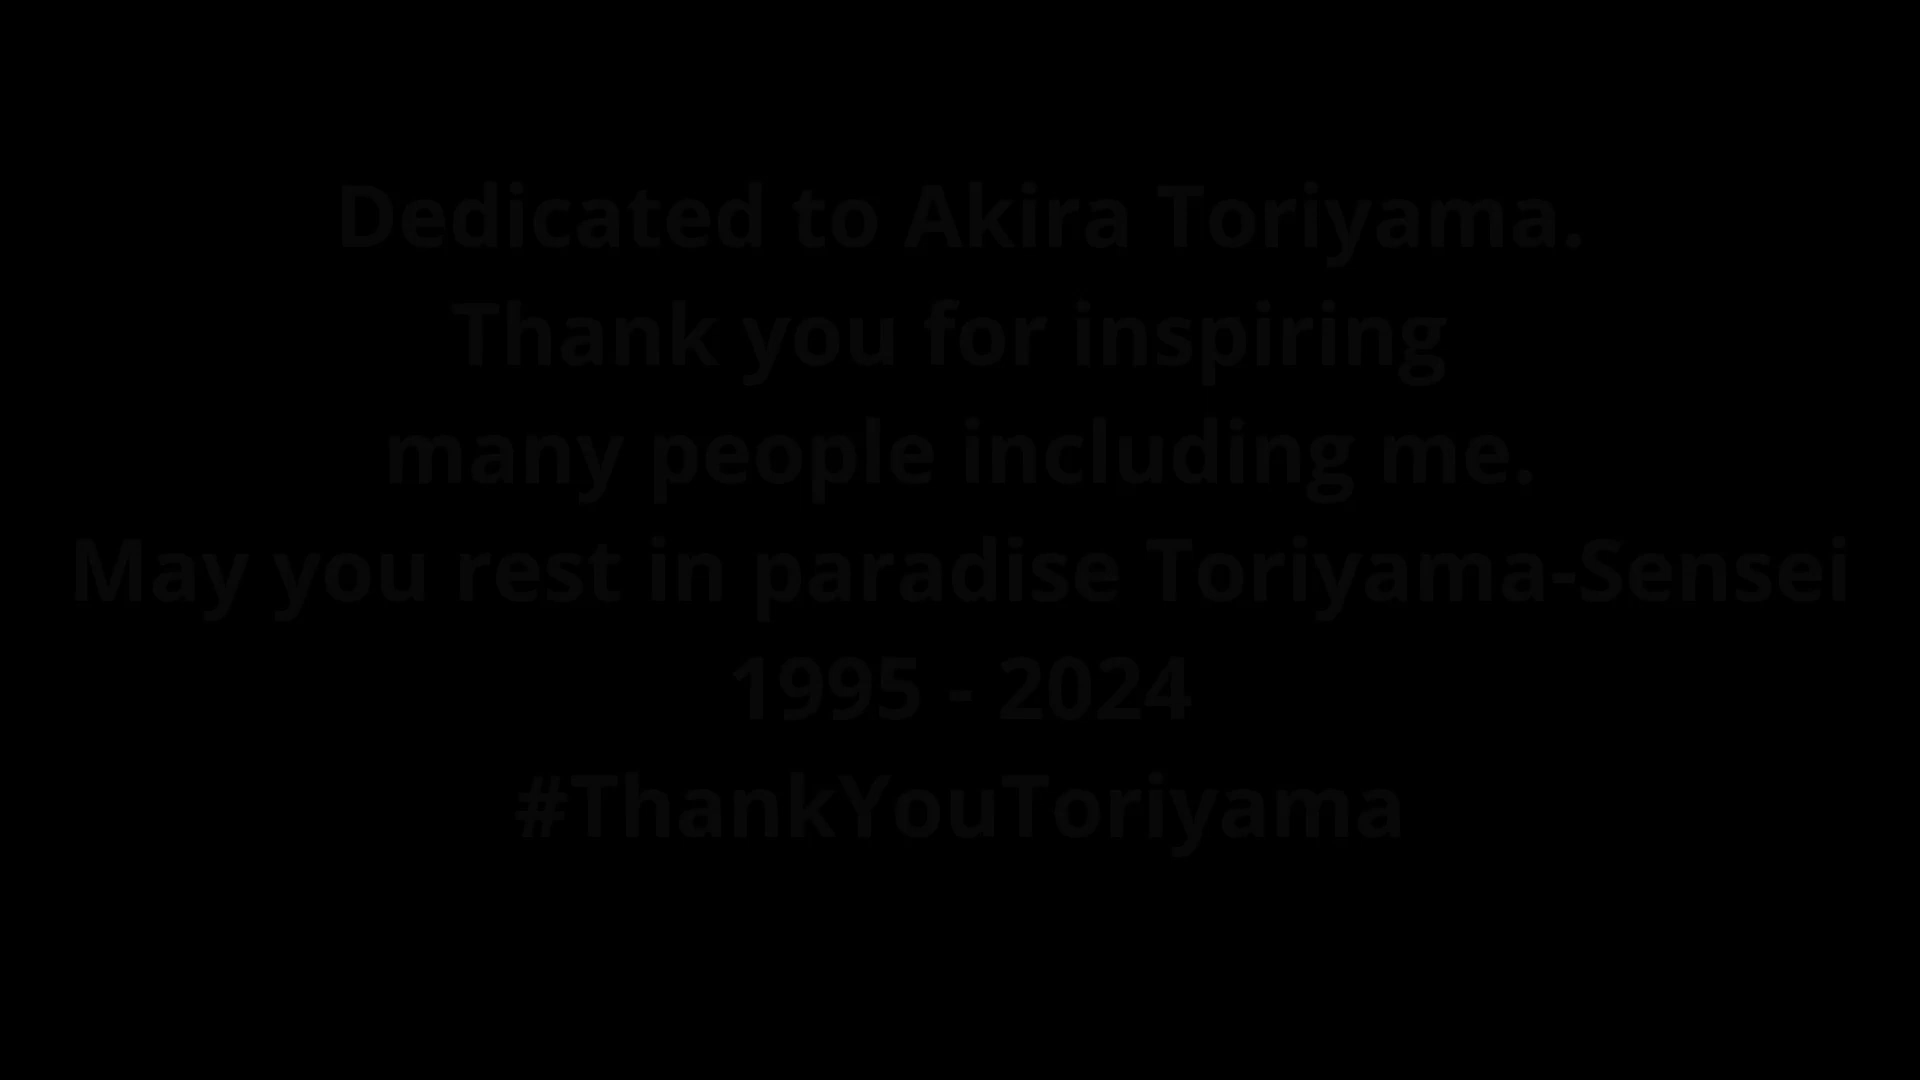 Dedicated to Akira Toriyama.
Thank you for inspiring
many people including me.
May you rest in paradise Toriyama-Sensei
1995 - 2024
#ThankYouToriyama